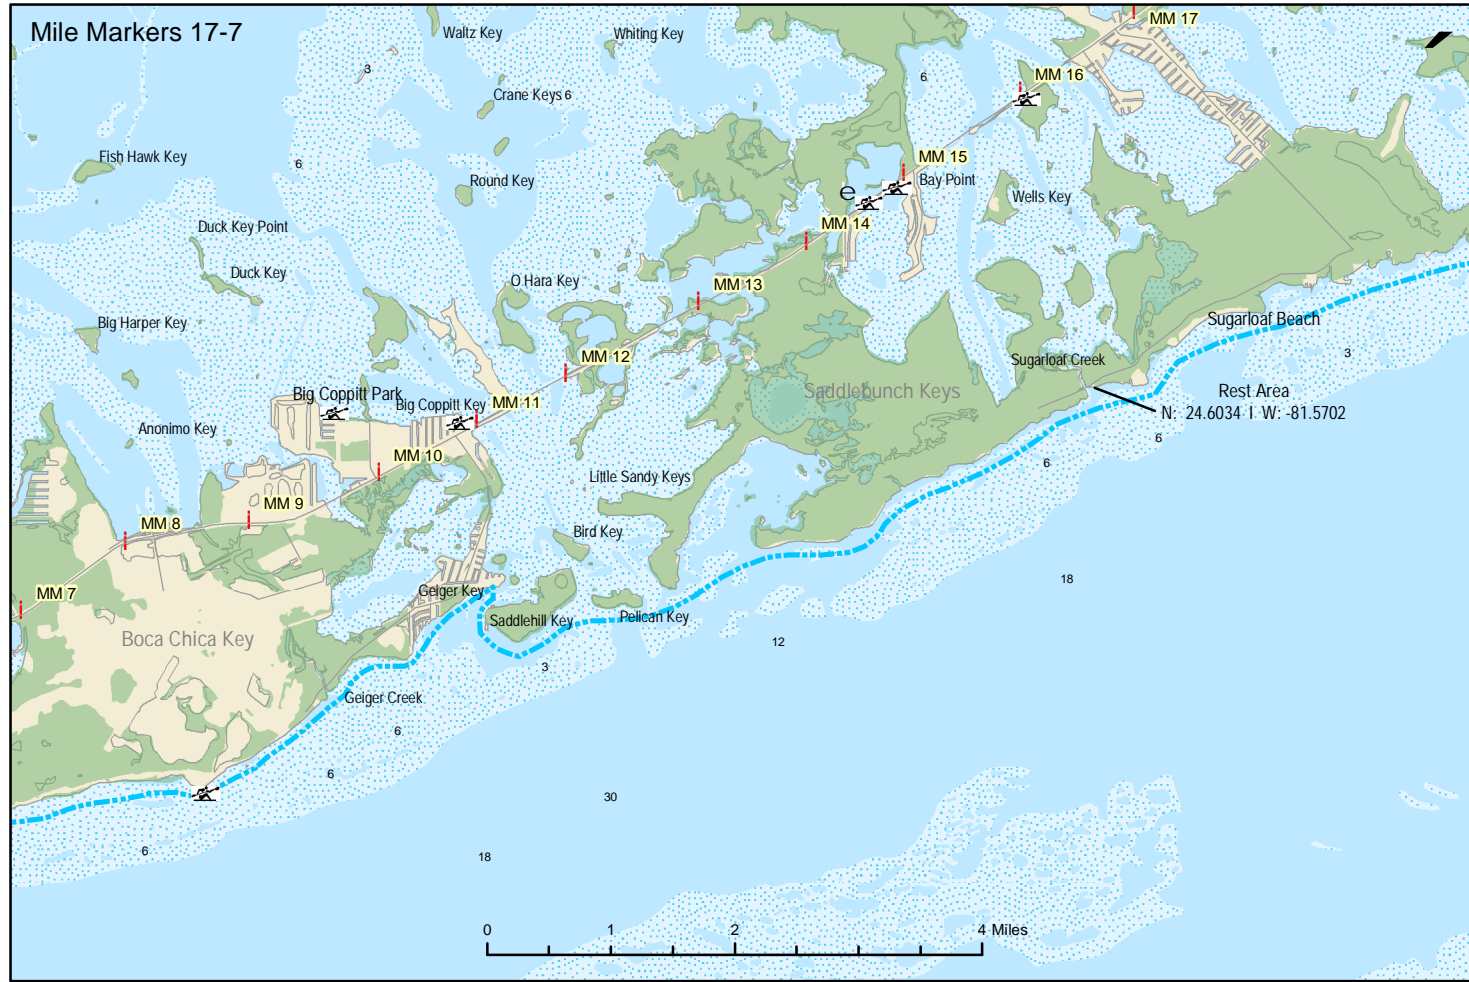 Mile Markers 17-7
Waltz Key
Whiting Key
MM 17
3
6
MM 16
Crane Keys
6
Fish Hawk Key
6
MM 15
Round Key
Bay Point
e
Wells Key
Duck Key Point
MM 14
Duck Key
O Hara Key
MM 13
Big Harper Key
Sugarloaf Beach
MM 12
Sugarloaf Creek
3
Saddlebunch Keys
Rest Area
N: 24.6034 I W: -81.5702
Big Coppitt Park
Big Coppitt Key
MM 11
Anonimo Key
6
MM 10
6
Little Sandy Keys
MM 9
MM 8
Bird Key
18
MM 7
Geiger Key
Saddlehill Key
Pelican Key
Boca Chica Key
12
3
Geiger Creek
6
6
30
6
18
0 1 2 4 Miles